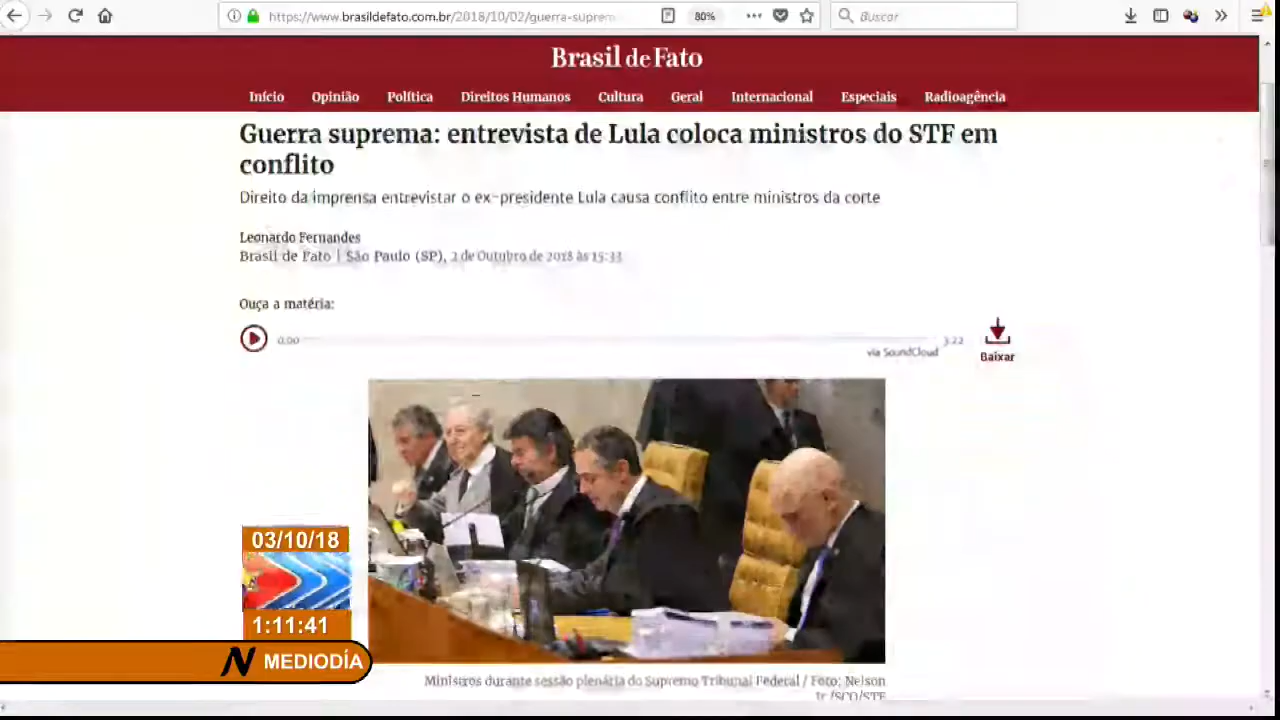 https://www.brasildefato.com.br/2018/10/02/guerra-suprem
80%
Buscar
Brasil de Fato
Início Opinião Política Direitos Humanos Cultura Geral Internacional Especiais Radioagência
Guerra suprema: entrevista de Lula coloca ministros do STF em
conflito
Direito da imprensa entrevistar o ex-presidente Lula causa conflito entre ministros da corte
Leonardo Fernandes
Brasil de Fato | São Paulo (SP), 2 de Outubro de 2018 às 15:33
Ouça a matéria:
0:00
3:22
via SoundCloud
Baixar
03/10/18
1:11:41
N MEDIODÍA
Ministros durante sessão plenária do Supremo Tribunal Federal / Foto: Nelson
Jr./SCO/STF